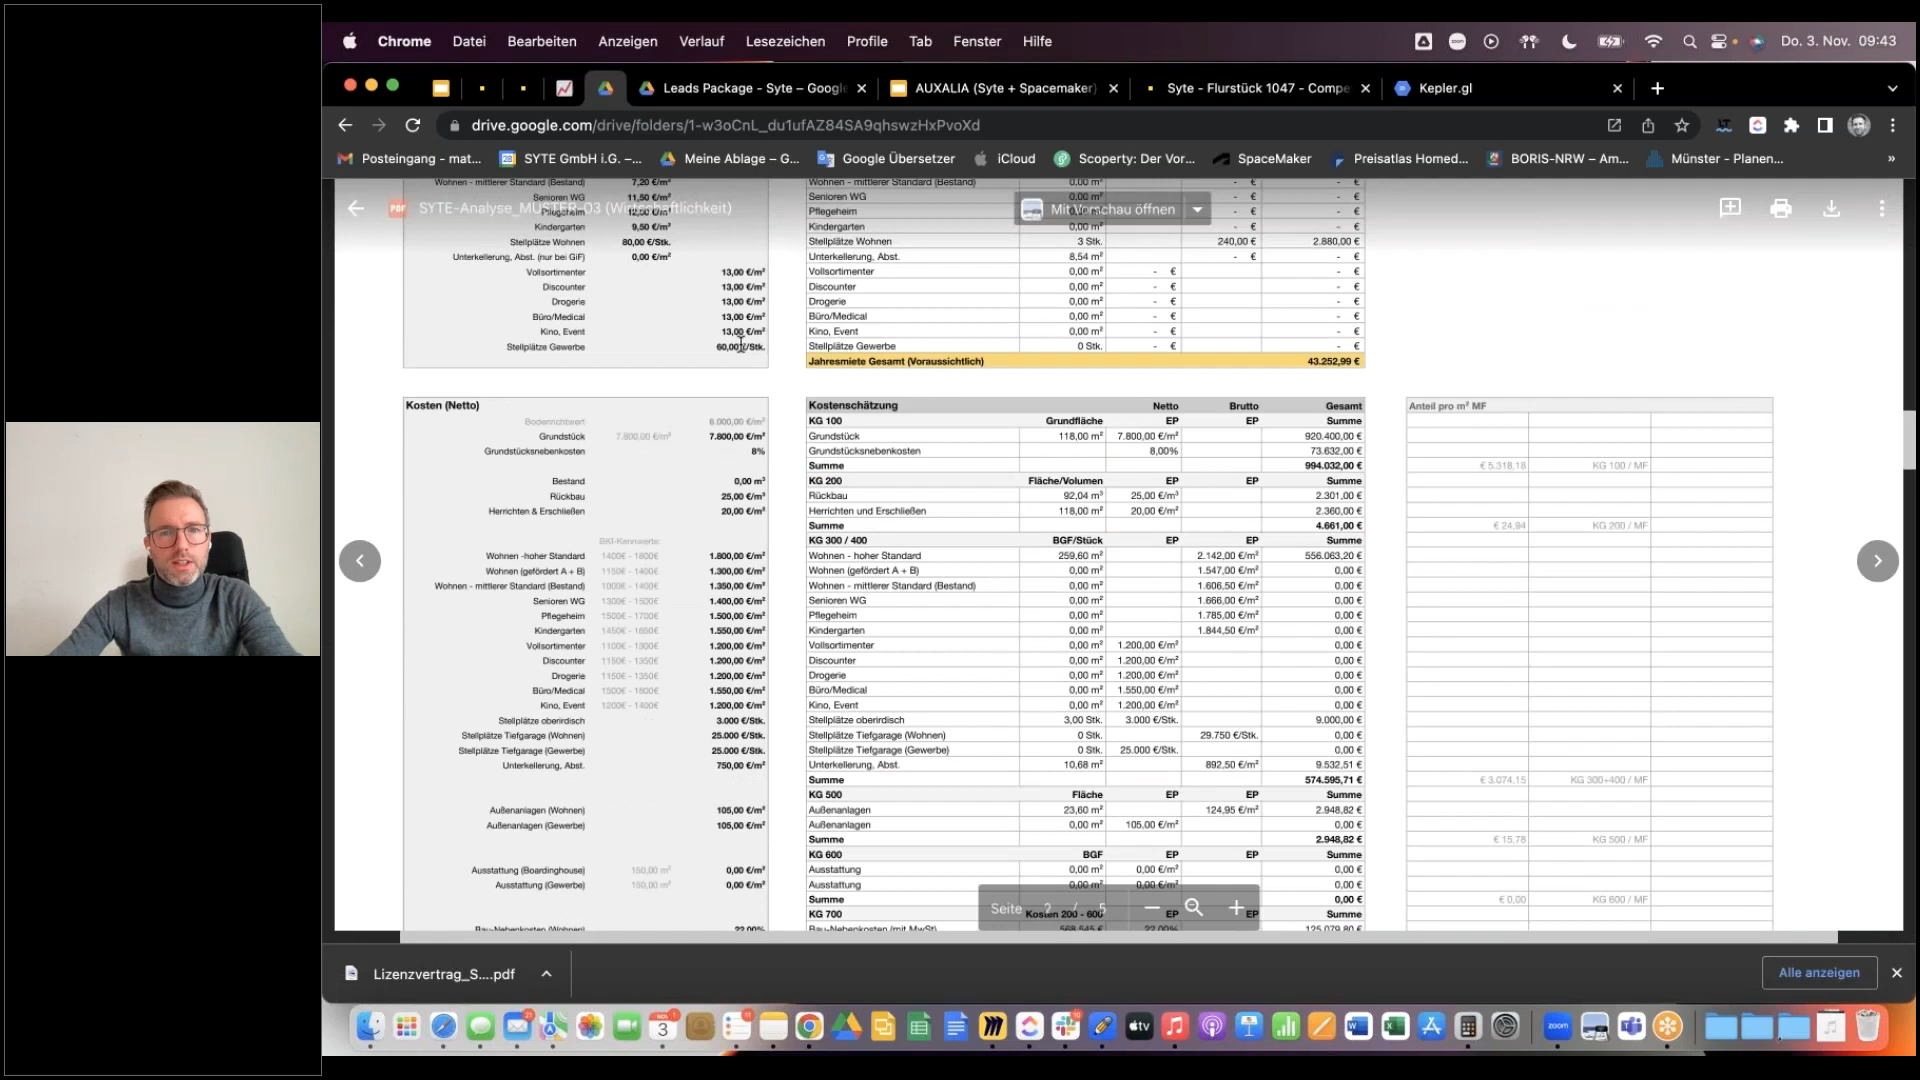 Chrome Datei Bearbeiten Anzeigen Verlauf Lesezeichen Profile Tab Fenster Hilfe Do. 3. Nov. 09:43
Leads Package - Syte – Google AUXALIA (Syte + Spacemaker) Syte - Flurstück 1047 - Compe Kepler.gl
drive.google.com/drive/folders/1-w3oCnL_du1ufAZ84SA9qhswzHxPvoXd
Posteingang - mat... SYTE GmbH i.G. –... Meine Ablage – G... Google Übersetzer iCloud Scoperty: Der Vor... SpaceMaker Preisatlas Homed... BORIS-NRW – Am... Münster - Planen... »
SYTE-Analyse_MUSTER-03 (Wirtschaftlichkeit)
Mit Vorschau öffnen
Wohnen - mittlerer Standard (Bestand) 7,20 €/m²
Senioren WG 11,50 €/m²
Pflegeheim 12,50 €/m²
Kindergarten 9,50 €/m²
Stellplätze Wohnen 80,00 €/Stk.
Unterkellerung, Abst. (nur bei GiF) 0,00 €/m²
Vollsortimenter 13,00 €/m²
Discounter 13,00 €/m²
Drogerie 13,00 €/m²
Büro/Medical 13,00 €/m²
Kino, Event 13,00 €/m²
Stellplätze Gewerbe 60,00 €/Stk.
Wohnen - mittlerer Standard (Bestand) 0,00 m² - € - €
Senioren WG 0,00 m² - € - €
Pflegeheim 0,00 m² - € - €
Kindergarten 0,00 m² - € - €
Stellplätze Wohnen 3 Stk. 240,00 € 2.880,00 €
Unterkellerung, Abst. 8,54 m² - € - €
Vollsortimenter 0,00 m² - € - €
Discounter 0,00 m² - € - €
Drogerie 0,00 m² - € - €
Büro/Medical 0,00 m² - € - €
Kino, Event 0,00 m² - € - €
Stellplätze Gewerbe 0 Stk. - € - €
Jahresmiete Gesamt (Voraussichtlich) 43.252,99 €
Kosten (Netto)
Bodenrichtwert 6.000,00 €/m²
Grundstück 7.800,00 €/m² 7.800,00 €/m²
Grundstücksnebenkosten 8%
Bestand 0,00 m³
Rückbau 25,00 €/m³
Herrichten & Erschließen 20,00 €/m²
BKI-Kennwerte:
Wohnen -hoher Standard 1400€ - 1800€ 1.800,00 €/m²
Wohnen (gefördert A + B) 1150€ - 1400€ 1.300,00 €/m²
Wohnen - mittlerer Standard (Bestand) 1000€ - 1400€ 1.350,00 €/m²
Senioren WG 1300€ - 1500€ 1.400,00 €/m²
Pflegeheim 1500€ - 1700€ 1.500,00 €/m²
Kindergarten 1450€ - 1650€ 1.550,00 €/m²
Vollsortimenter 1100€ - 1300€ 1.200,00 €/m²
Discounter 1150€ - 1350€ 1.200,00 €/m²
Drogerie 1150€ - 1350€ 1.200,00 €/m²
Büro/Medical 1500€ - 1600€ 1.550,00 €/m²
Kino, Event 1200€ - 1400€ 1.200,00 €/m²
Stellplätze oberirdisch 3.000 €/Stk.
Stellplätze Tiefgarage (Wohnen) 25.000 €/Stk.
Stellplätze Tiefgarage (Gewerbe) 25.000 €/Stk.
Unterkellerung, Abst. 750,00 €/m²
Außenanlagen (Wohnen) 105,00 €/m²
Außenanlagen (Gewerbe) 105,00 €/m²
Ausstattung (Boardinghouse) 150,00 m² 0,00 €/m²
Ausstattung (Gewerbe) 150,00 m² 0,00 €/m²
Bau-Nebenkosten (Wohnen) 22,00%
Kostenschätzung Netto Brutto Gesamt
KG 100 Grundfläche EP EP Summe
Grundstück 118,00 m² 7.800,00 €/m² 920.400,00 €
Grundstücksnebenkosten 8,00% 73.632,00 €
Summe 994.032,00 €
KG 200 Fläche/Volumen EP EP Summe
Rückbau 92,04 m³ 25,00 €/m³ 2.301,00 €
Herrichten und Erschließen 118,00 m² 20,00 €/m² 2.360,00 €
Summe 4.661,00 €
KG 300 / 400 BGF/Stück EP EP Summe
Wohnen - hoher Standard 259,60 m² 2.142,00 €/m² 556.063,20 €
Wohnen (gefördert A + B) 0,00 m² 1.547,00 €/m² 0,00 €
Wohnen - mittlerer Standard (Bestand) 0,00 m² 1.606,50 €/m² 0,00 €
Senioren WG 0,00 m² 1.666,00 €/m² 0,00 €
Pflegeheim 0,00 m² 1.785,00 €/m² 0,00 €
Kindergarten 0,00 m² 1.844,50 €/m² 0,00 €
Vollsortimenter 0,00 m² 1.200,00 €/m² 0,00 €
Discounter 0,00 m² 1.200,00 €/m² 0,00 €
Drogerie 0,00 m² 1.200,00 €/m² 0,00 €
Büro/Medical 0,00 m² 1.550,00 €/m² 0,00 €
Kino, Event 0,00 m² 1.200,00 €/m² 0,00 €
Stellplätze oberirdisch 3,00 Stk. 3.000 €/Stk. 9.000,00 €
Stellplätze Tiefgarage (Wohnen) 0 Stk. 29.750 €/Stk. 0,00 €
Stellplätze Tiefgarage (Gewerbe) 0 Stk. 25.000 €/Stk. 0,00 €
Unterkellerung, Abst. 10,68 m² 892,50 €/m² 9.532,51 €
Summe 574.595,71 €
KG 500 Fläche EP EP Summe
Außenanlagen 23,60 m² 124,95 €/m² 2.948,82 €
Außenanlagen 0,00 m² 105,00 €/m² 0,00 €
Summe 2.948,82 €
KG 600 BGF EP EP Summe
Ausstattung 0,00 m² 0,00 €/m² 0,00 €
Ausstattung 0,00 m² 0,00 €/m² 0,00 €
Summe 0,00 €
KG 700 Kosten 200 - 600 EP EP Summe
Bau-Nebenkosten (mit MwSt) 568.545 € 22,00% 125.079,80 €
Anteil pro m² MF
€ 5.318,18 KG 100 / MF
€ 24,94 KG 200 / MF
€ 3.074,15 KG 300+400 / MF
€ 15,78 KG 500 / MF
€ 0,00 KG 600 / MF
Seite 2 / 5
Lizenzvertrag_S....pdf Alle anzeigen